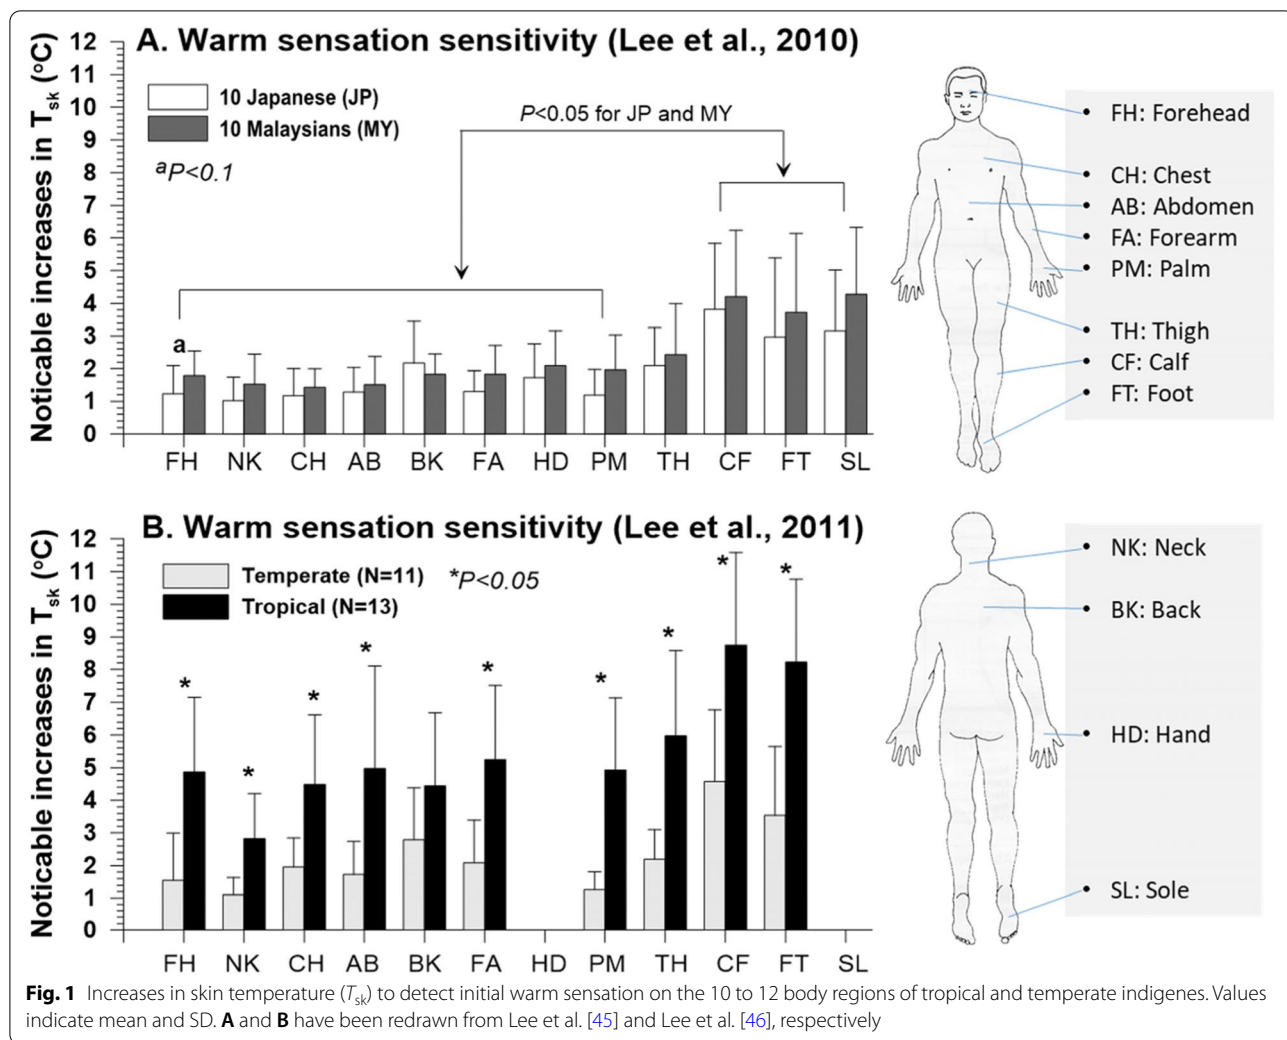 A. Warm sensation sensitivity (Lee et al., 2010)
Noticable increases in Tsk (°C)
12
11
10
9
8
7
6
5
4
3
2
1
0
10 Japanese (JP)
10 Malaysians (MY)
aP<0.1
P<0.05 for JP and MY
a
FH NK CH AB BK FA HD PM TH CF FT SL
• FH: Forehead
• CH: Chest
• AB: Abdomen
• FA: Forearm
• PM: Palm
• TH: Thigh
• CF: Calf
• FT: Foot
B. Warm sensation sensitivity (Lee et al., 2011)
Noticable increases in Tsk (°C)
12
11
10
9
8
7
6
5
4
3
2
1
0
Temperate (N=11)
Tropical (N=13)
*P<0.05
* * * * * * * * *
FH NK CH AB BK FA HD PM TH CF FT SL
• NK: Neck
• BK: Back
• HD: Hand
• SL: Sole
Fig. 1 Increases in skin temperature (Tsk) to detect initial warm sensation on the 10 to 12 body regions of tropical and temperate indigenes. Values
indicate mean and SD. A and B have been redrawn from Lee et al. [45] and Lee et al. [46], respectively